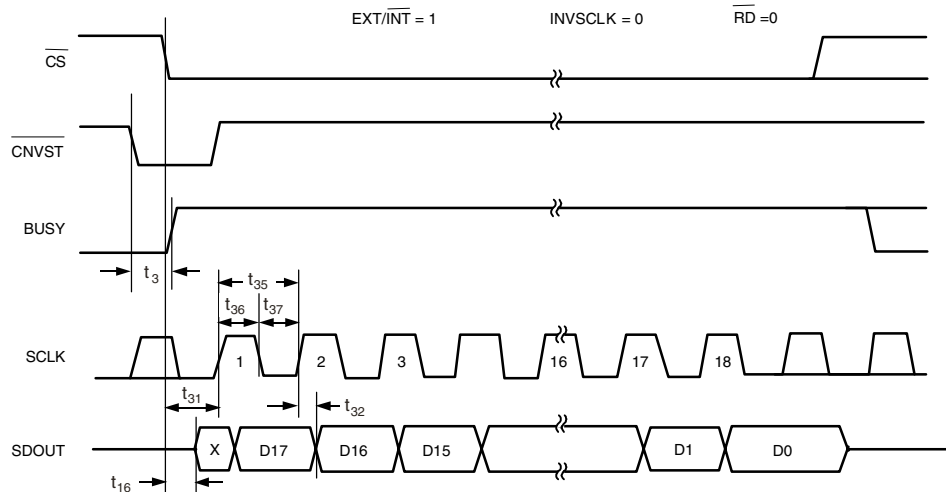 EXT/INT = 1 INVSCLK = 0 RD =0
CS
CNVST
BUSY
t3
t35
t36 t37
SCLK 1 2 3 16 17 18
t31
t32
SDOUT X D17 D16 D15 D1 D0
t16